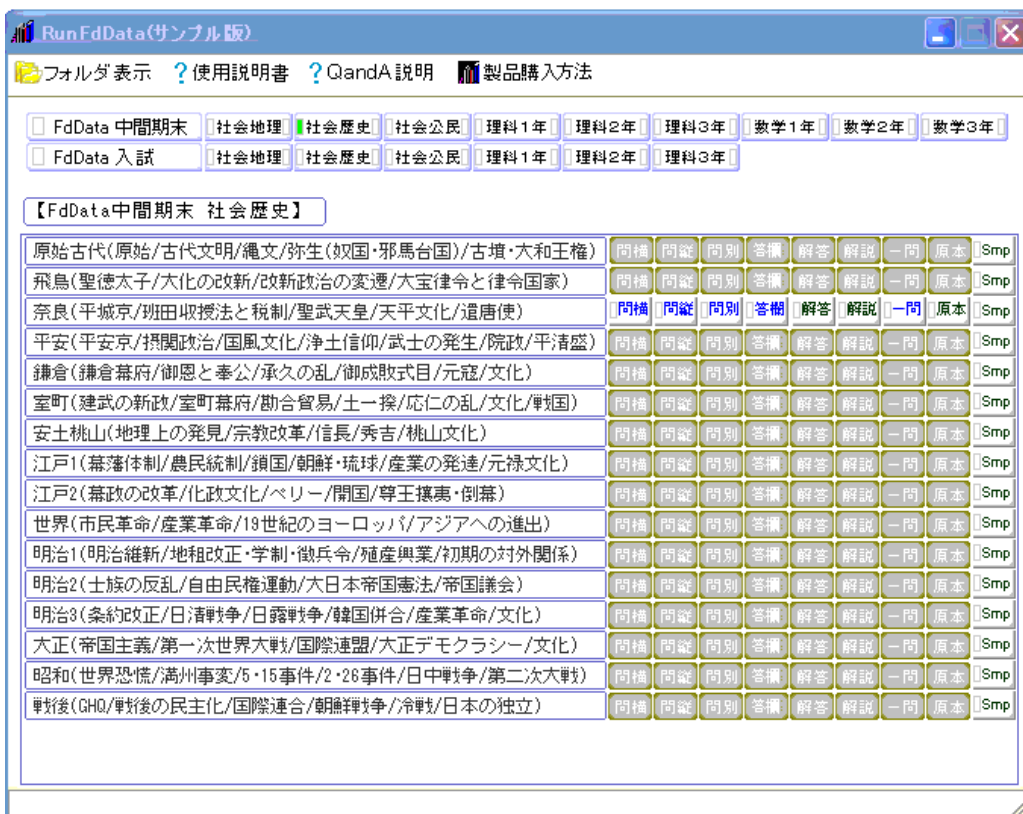 RunFdData(サンプル版)
フォルダ表示 ?使用説明書 ?QandA説明 製品購入方法
FdData 中間期末 社会地理 社会歴史 社会公民 理科1年 理科2年 理科3年 数学1年 数学2年 数学3年
FdData 入試 社会地理 社会歴史 社会公民 理科1年 理科2年 理科3年
【FdData中間期末 社会歴史】
原始古代(原始/古代文明/縄文/弥生(奴国・邪馬台国)/古墳・大和王権) 問横 問縦 問別 答欄 解答 解説 一問 原本 Smp
飛鳥(聖徳太子/大化の改新/改新政治の変遷/大宝律令と律令国家) 問横 問縦 問別 答欄 解答 解説 一問 原本 Smp
奈良(平城京/班田収授法と税制/聖武天皇/天平文化/遣唐使) 問横 問縦 問別 答欄 解答 解説 一問 原本 Smp
平安(平安京/摂関政治/国風文化/浄土信仰/武士の発生/院政/平清盛) 問横 問縦 問別 答欄 解答 解説 一問 原本 Smp
鎌倉(鎌倉幕府/御恩と奉公/承久の乱/御成敗式目/元寇/文化) 問横 問縦 問別 答欄 解答 解説 一問 原本 Smp
室町(建武の新政/室町幕府/勘合貿易/土一揆/応仁の乱/文化/戦国) 問横 問縦 問別 答欄 解答 解説 一問 原本 Smp
安土桃山(地理上の発見/宗教改革/信長/秀吉/桃山文化) 問横 問縦 問別 答欄 解答 解説 一問 原本 Smp
江戸1(幕藩体制/農民統制/鎖国/朝鮮・琉球/産業の発達/元禄文化) 問横 問縦 問別 答欄 解答 解説 一問 原本 Smp
江戸2(幕政の改革/化政文化/ペリー/開国/尊王攘夷・倒幕) 問横 問縦 問別 答欄 解答 解説 一問 原本 Smp
世界(市民革命/産業革命/19世紀のヨーロッパ/アジアへの進出) 問横 問縦 問別 答欄 解答 解説 一問 原本 Smp
明治1(明治維新/地租改正・学制・徴兵令/殖産興業/初期の対外関係) 問横 問縦 問別 答欄 解答 解説 一問 原本 Smp
明治2(士族の反乱/自由民権運動/大日本帝国憲法/帝国議会) 問横 問縦 問別 答欄 解答 解説 一問 原本 Smp
明治3(条約改正/日清戦争/日露戦争/韓国併合/産業革命/文化) 問横 問縦 問別 答欄 解答 解説 一問 原本 Smp
大正(帝国主義/第一次世界大戦/国際連盟/大正デモクラシー/文化) 問横 問縦 問別 答欄 解答 解説 一問 原本 Smp
昭和(世界恐慌/満州事変/5・15事件/2・26事件/日中戦争/第二次大戦) 問横 問縦 問別 答欄 解答 解説 一問 原本 Smp
戦後(GHQ/戦後の民主化/国際連合/朝鮮戦争/冷戦/日本の独立) 問横 問縦 問別 答欄 解答 解説 一問 原本 Smp